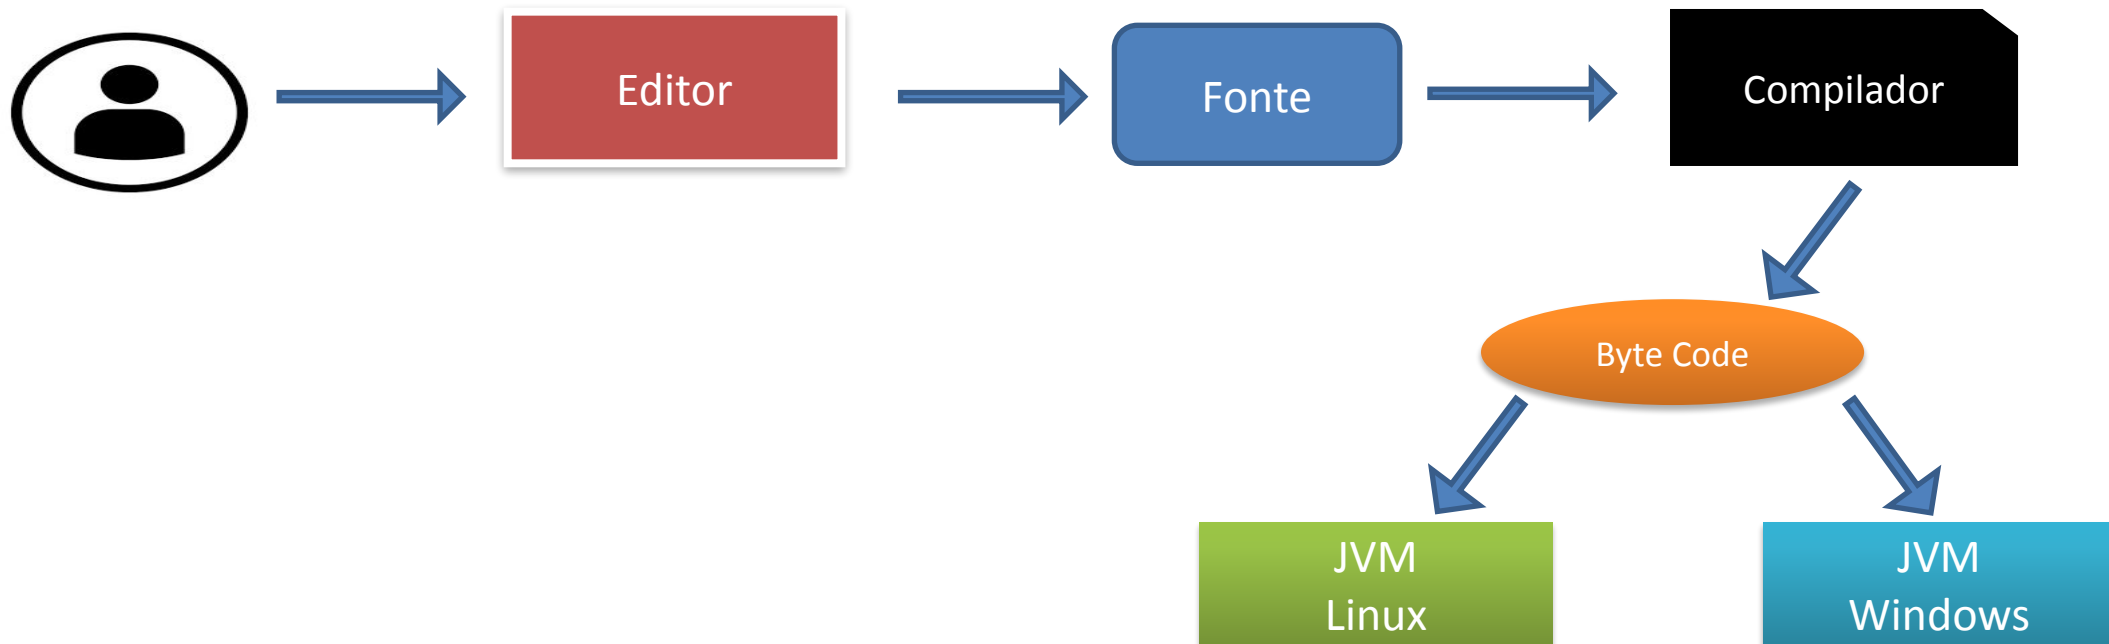 Editor
Fonte
Compilador
Byte Code
JVM
Linux
JVM
Windows